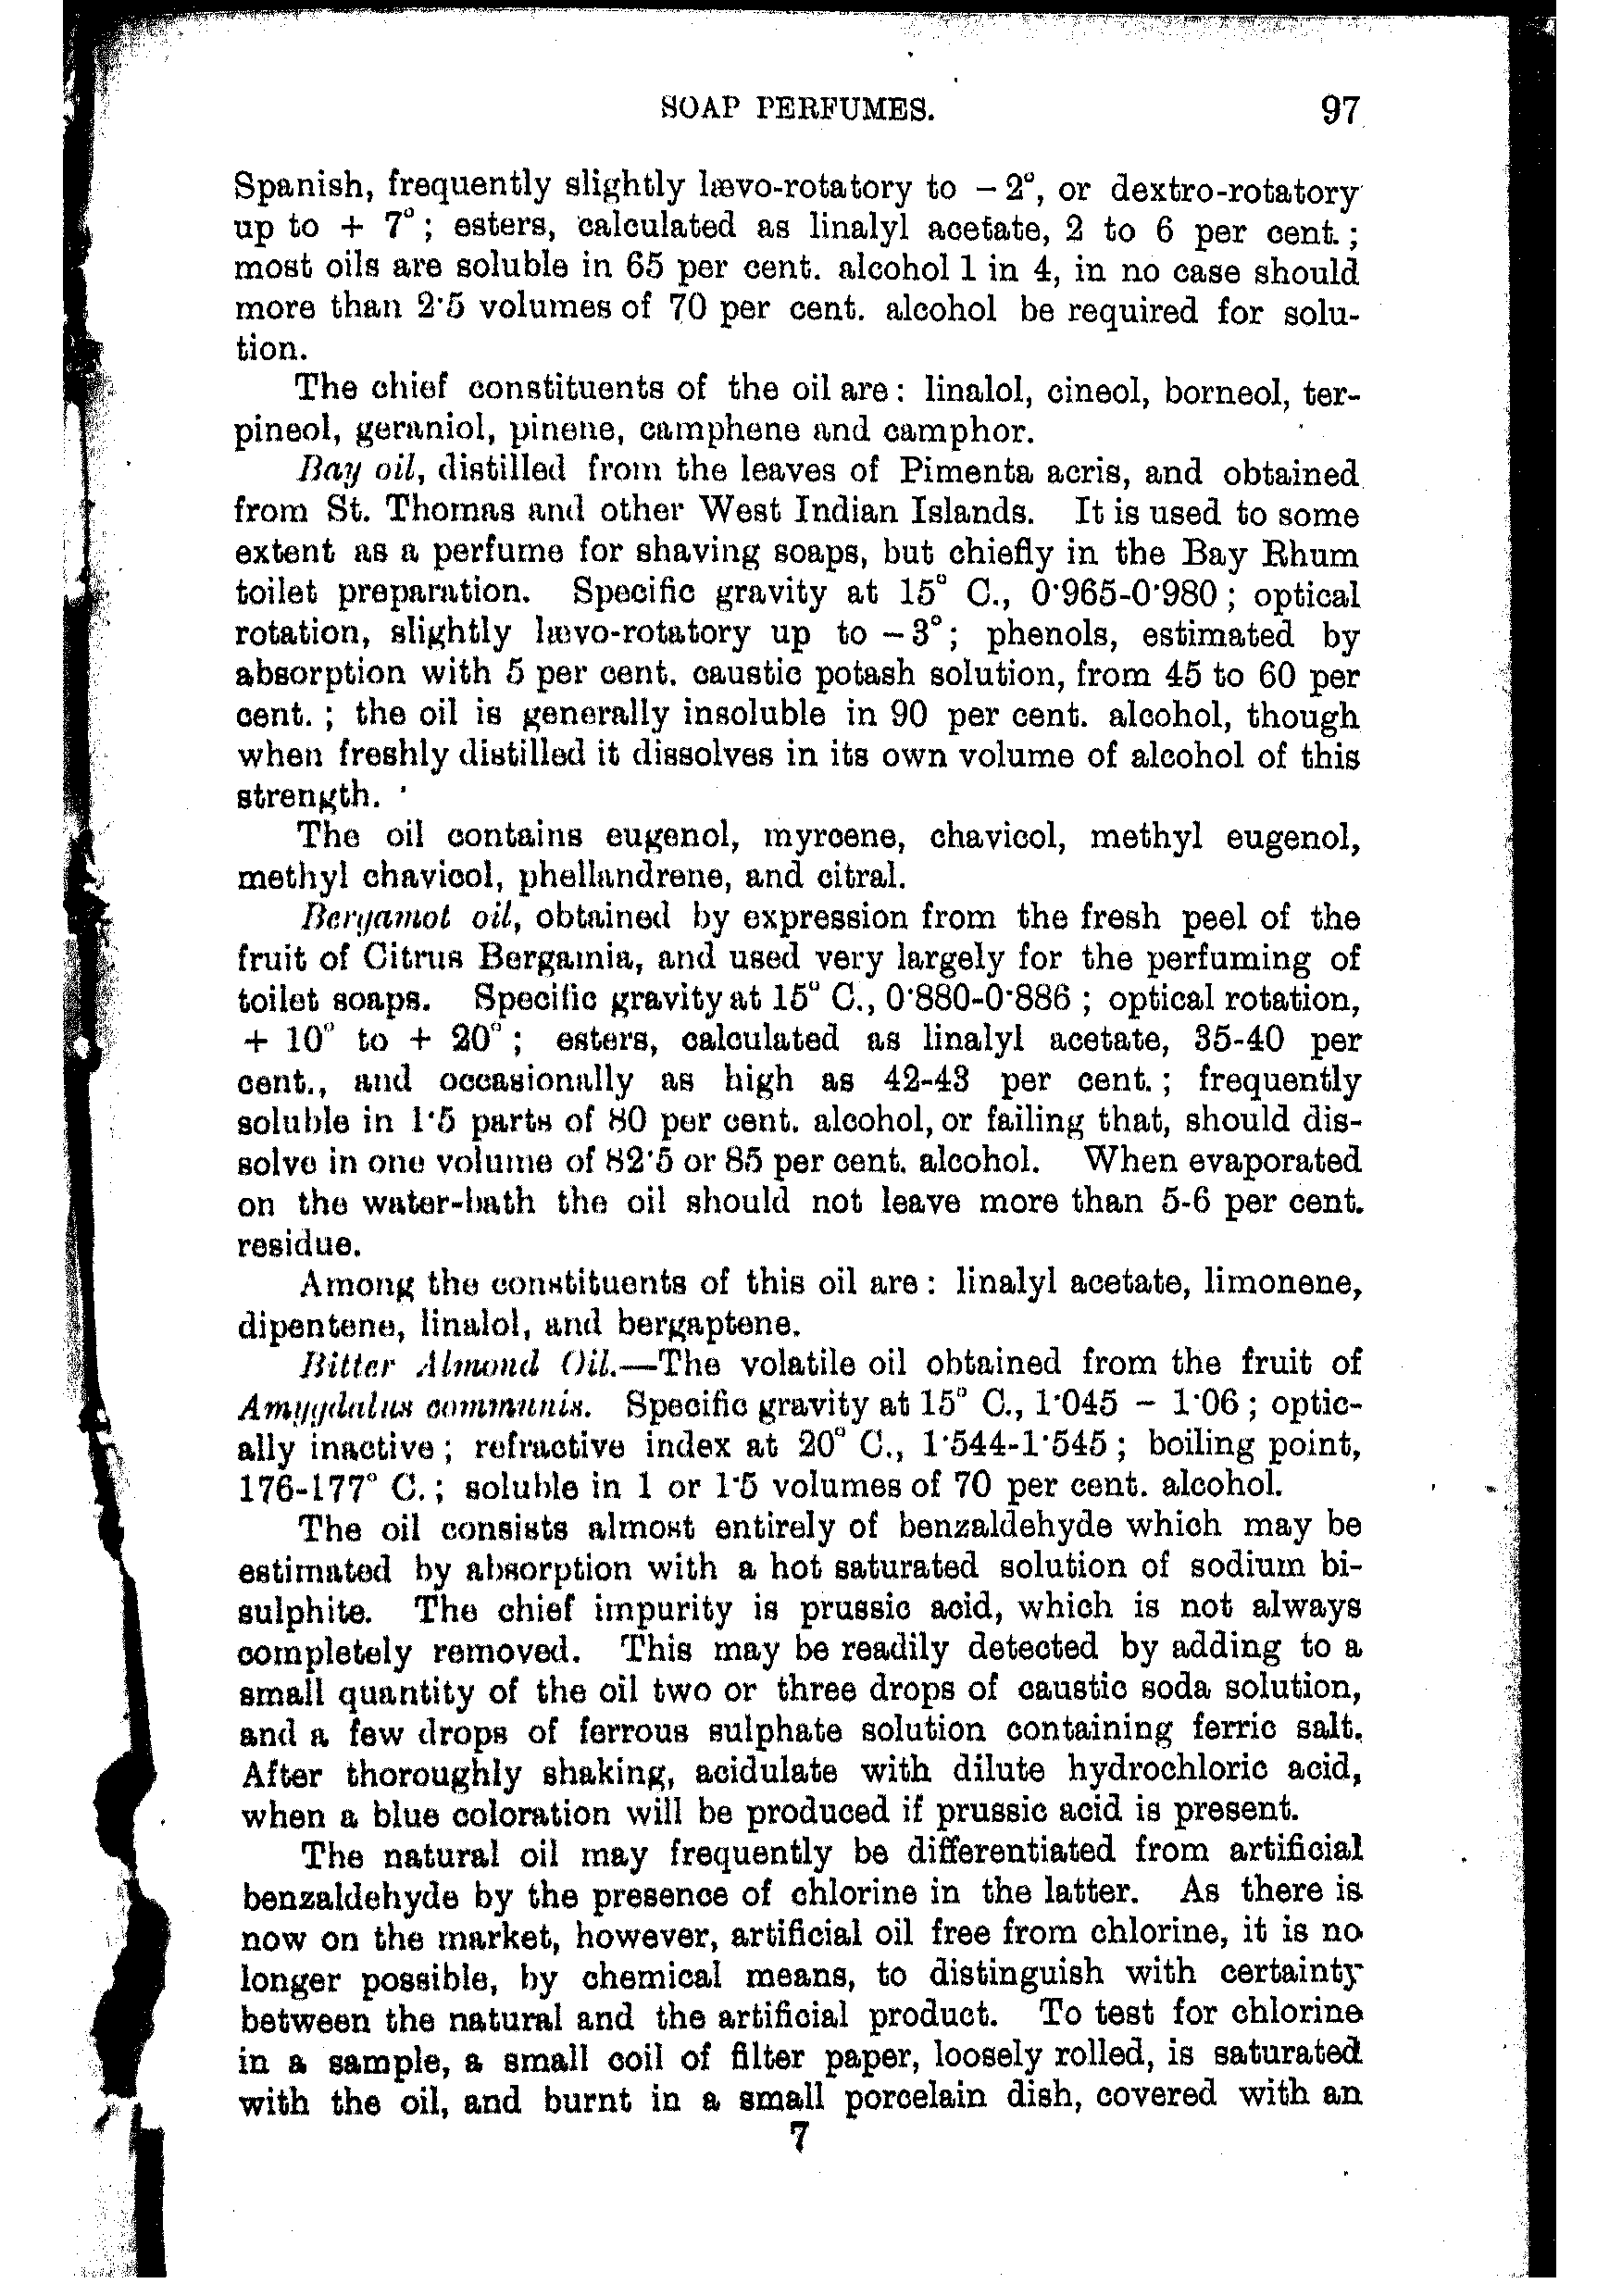 SOAP PERFUMES. 97
Spanish, frequently slightly lævo-rotatory to – 2°, or dextro-rotatory
up to + 7° ; esters, calculated as linalyl acetate, 2 to 6 per cent. ;
most oils are soluble in 65 per cent. alcohol 1 in 4, in no case should
more than 2·5 volumes of 70 per cent. alcohol be required for solu-
tion.
The chief constituents of the oil are : linalol, cineol, borneol, ter-
pineol, geraniol, pinene, camphene and camphor.
Bay oil, distilled from the leaves of Pimenta acris, and obtained
from St. Thomas and other West Indian Islands. It is used to some
extent as a perfume for shaving soaps, but chiefly in the Bay Rhum
toilet preparation. Specific gravity at 15° C., 0·965-0·980 ; optical
rotation, slightly lævo-rotatory up to – 3° ; phenols, estimated by
absorption with 5 per cent. caustic potash solution, from 45 to 60 per
cent. ; the oil is generally insoluble in 90 per cent. alcohol, though
when freshly distilled it dissolves in its own volume of alcohol of this
strength.
The oil contains eugenol, myrcene, chavicol, methyl eugenol,
methyl chavicol, phellandrene, and citral.
Bergamot oil, obtained by expression from the fresh peel of the
fruit of Citrus Bergamia, and used very largely for the perfuming of
toilet soaps. Specific gravity at 15° C., 0·880-0·886 ; optical rotation,
+ 10° to + 20° ; esters, calculated as linalyl acetate, 35-40 per
cent., and occasionally as high as 42-43 per cent. ; frequently
soluble in 1·5 parts of 80 per cent. alcohol, or failing that, should dis-
solve in one volume of 82·5 or 85 per cent. alcohol. When evaporated
on the water-bath the oil should not leave more than 5-6 per cent.
residue.
Among the constituents of this oil are : linalyl acetate, limonene,
dipentene, linalol, and bergaptene.
Bitter Almond Oil.—The volatile oil obtained from the fruit of
Amygdalus communis. Specific gravity at 15° C., 1·045 – 1·06 ; optic-
ally inactive ; refractive index at 20° C., 1·544-1·545 ; boiling point,
176-177° C. ; soluble in 1 or 1·5 volumes of 70 per cent. alcohol.
The oil consists almost entirely of benzaldehyde which may be
estimated by absorption with a hot saturated solution of sodium bi-
sulphite. The chief impurity is prussic acid, which is not always
completely removed. This may be readily detected by adding to a
small quantity of the oil two or three drops of caustic soda solution,
and a few drops of ferrous sulphate solution containing ferric salt.
After thoroughly shaking, acidulate with dilute hydrochloric acid,
when a blue coloration will be produced if prussic acid is present.
The natural oil may frequently be differentiated from artificial
benzaldehyde by the presence of chlorine in the latter. As there is
now on the market, however, artificial oil free from chlorine, it is no
longer possible, by chemical means, to distinguish with certainty
between the natural and the artificial product. To test for chlorine
in a sample, a small coil of filter paper, loosely rolled, is saturated
with the oil, and burnt in a small porcelain dish, covered with an
7